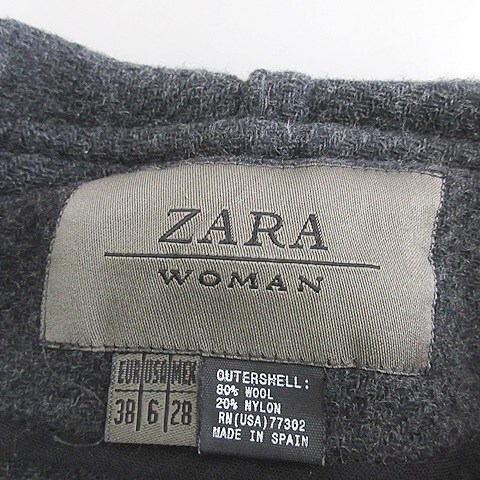 ZARA
WOMAN
EUR USA MEX
38 6 28
OUTERSHELL:
80% WOOL
20% NYLON
RN(USA)77302
MADE IN SPAIN